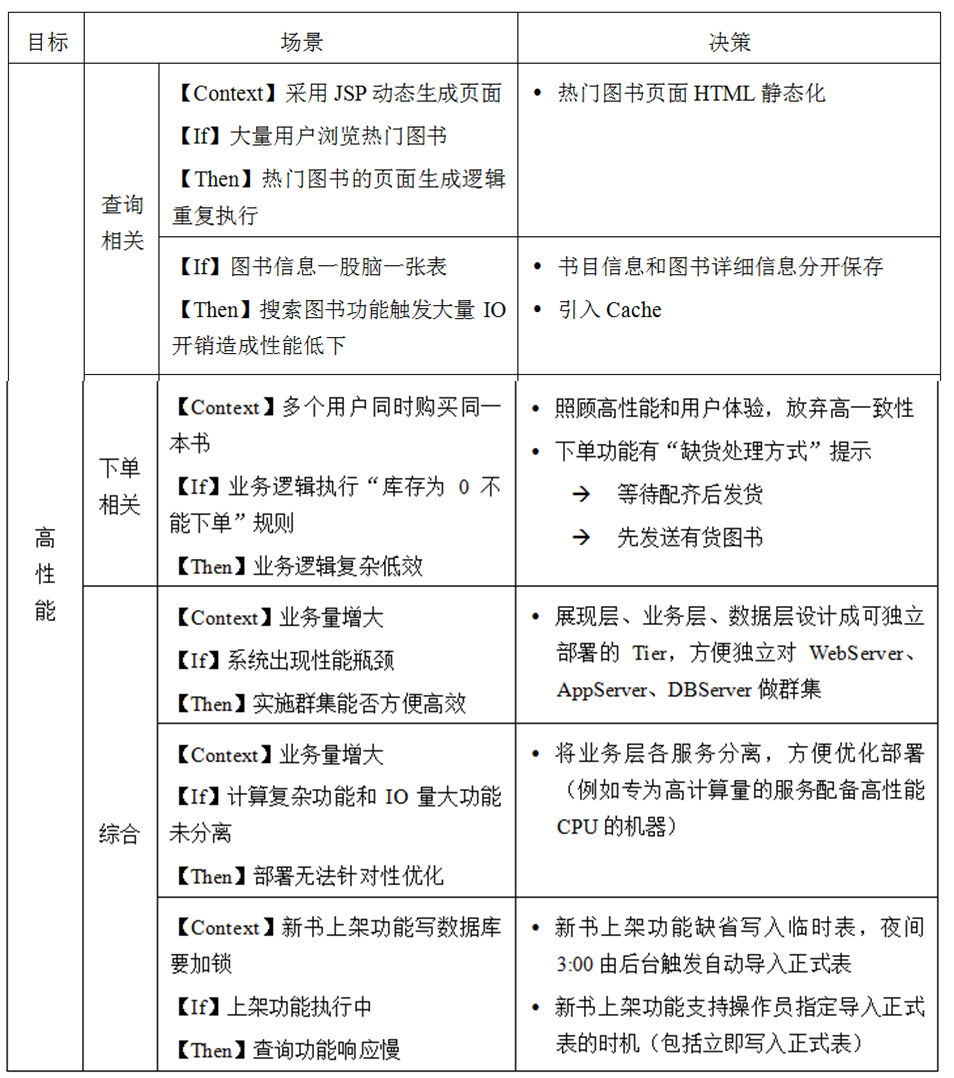 目标
场景
决策
高
性
能
查询
相关
【Context】采用 JSP 动态生成页面
【If】大量用户浏览热门图书
【Then】热门图书的页面生成逻辑
重复执行
• 热门图书页面 HTML 静态化
【If】图书信息一股脑一张表
【Then】搜索图书功能触发大量 IO
开销造成性能低下
• 书目信息和图书详细信息分开保存
• 引入 Cache
下单
相关
【Context】多个用户同时购买同一
本书
【If】业务逻辑执行“库存为 0 不
能下单”规则
【Then】业务逻辑复杂低效
• 照顾高性能和用户体验，放弃高一致性
• 下单功能有“缺货处理方式”提示
→ 等待配齐后发货
→ 先发送有货图书
综合
【Context】业务量增大
【If】系统出现性能瓶颈
【Then】实施群集能否方便高效
• 展现层、业务层、数据层设计成可独立
部署的 Tier，方便独立对 WebServer、
AppServer、DBServer 做群集
【Context】业务量增大
【If】计算复杂功能和 IO 量大功能
未分离
【Then】部署无法针对性优化
• 将业务层各服务分离，方便优化部署
（例如专为高计算量的服务配备高性能
CPU 的机器）
【Context】新书上架功能写数据库
要加锁
【If】上架功能执行中
【Then】查询功能响应慢
• 新书上架功能缺省写入临时表，夜间
3:00 由后台触发自动导入正式表
• 新书上架功能支持操作员指定导入正式
表的时机（包括立即写入正式表）